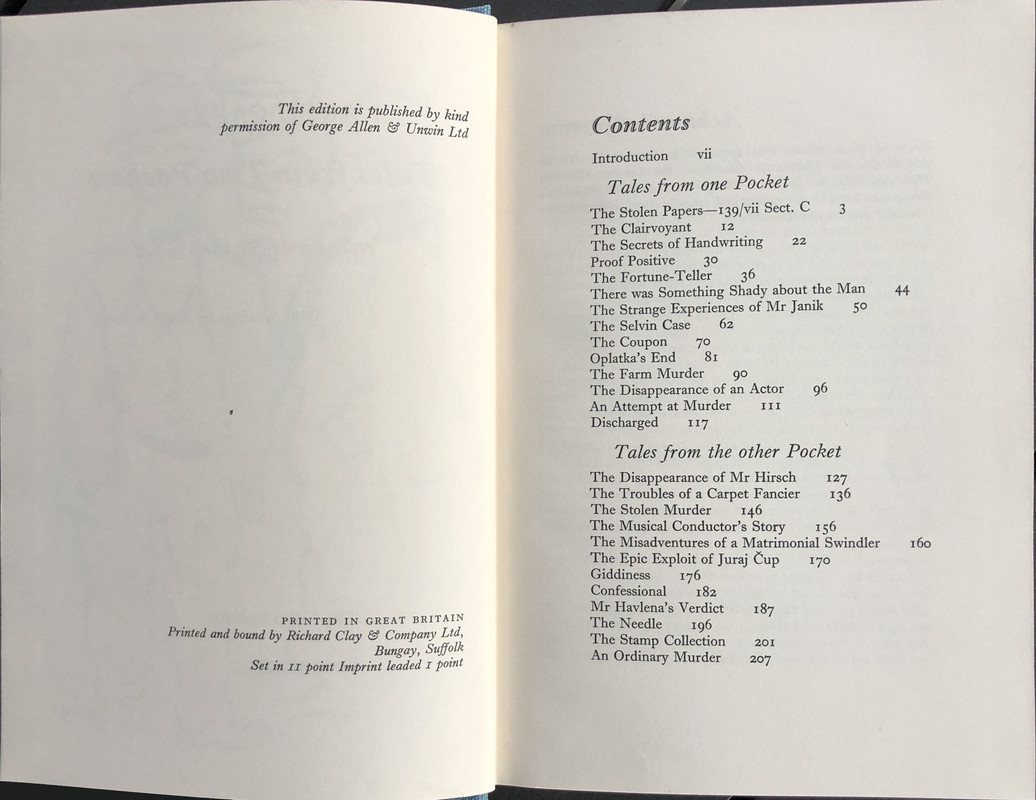 This edition is published by kind
permission of George Allen & Unwin Ltd
PRINTED IN GREAT BRITAIN
Printed and bound by Richard Clay & Company Ltd,
Bungay, Suffolk
Set in 11 point Imprint leaded 1 point
Contents
Introduction vii
Tales from one Pocket
The Stolen Papers—139/vii Sect. C 3
The Clairvoyant 12
The Secrets of Handwriting 22
Proof Positive 30
The Fortune-Teller 36
There was Something Shady about the Man 44
The Strange Experiences of Mr Janik 50
The Selvin Case 62
The Coupon 70
Oplatka's End 81
The Farm Murder 90
The Disappearance of an Actor 96
An Attempt at Murder 111
Discharged 117
Tales from the other Pocket
The Disappearance of Mr Hirsch 127
The Troubles of a Carpet Fancier 136
The Stolen Murder 146
The Musical Conductor's Story 156
The Misadventures of a Matrimonial Swindler 160
The Epic Exploit of Juraj Čup 170
Giddiness 176
Confessional 182
Mr Havlena's Verdict 187
The Needle 196
The Stamp Collection 201
An Ordinary Murder 207